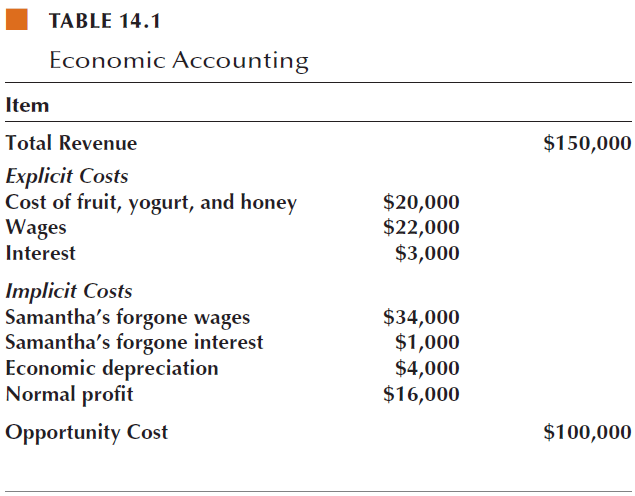 TABLE 14.1
Economic Accounting
Item
Total Revenue $150,000
Explicit Costs
Cost of fruit, yogurt, and honey $20,000
Wages $22,000
Interest $3,000
Implicit Costs
Samantha’s forgone wages $34,000
Samantha’s forgone interest $1,000
Economic depreciation $4,000
Normal profit $16,000
Opportunity Cost $100,000